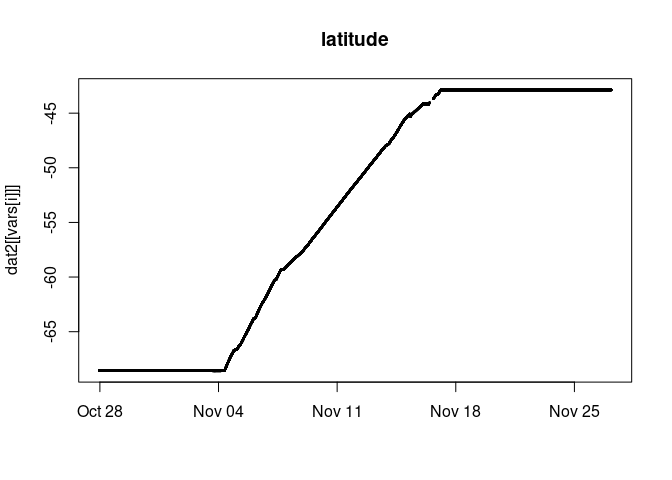 latitude
dat2[[vars[i]]]
-45
-50
-55
-60
-65
Oct 28
Nov 04
Nov 11
Nov 18
Nov 25